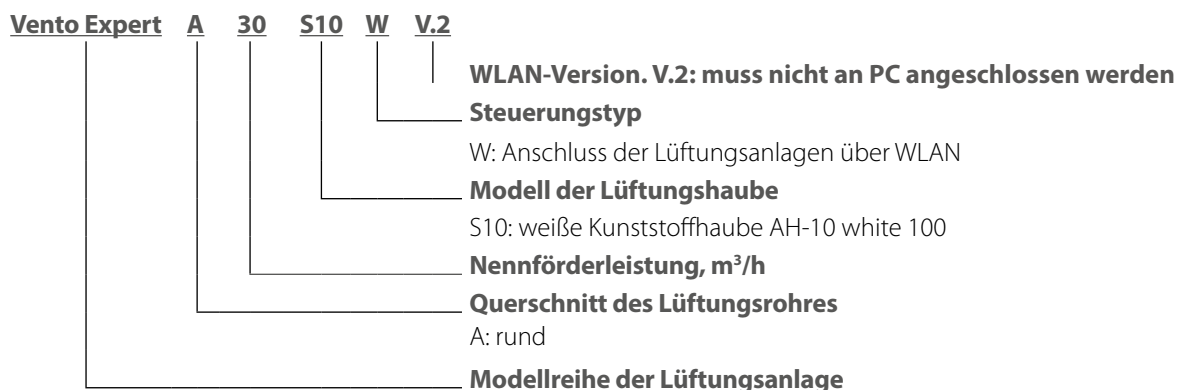 Vento Expert A 30 S10 W V.2
WLAN-Version. V.2: muss nicht an PC angeschlossen werden
Steuerungstyp
W: Anschluss der Lüftungsanlagen über WLAN
Modell der Lüftungshaube
S10: weiße Kunststoffhaube AH-10 white 100
Nennförderleistung, m³/h
Querschnitt des Lüftungsrohres
A: rund
Modellreihe der Lüftungsanlage